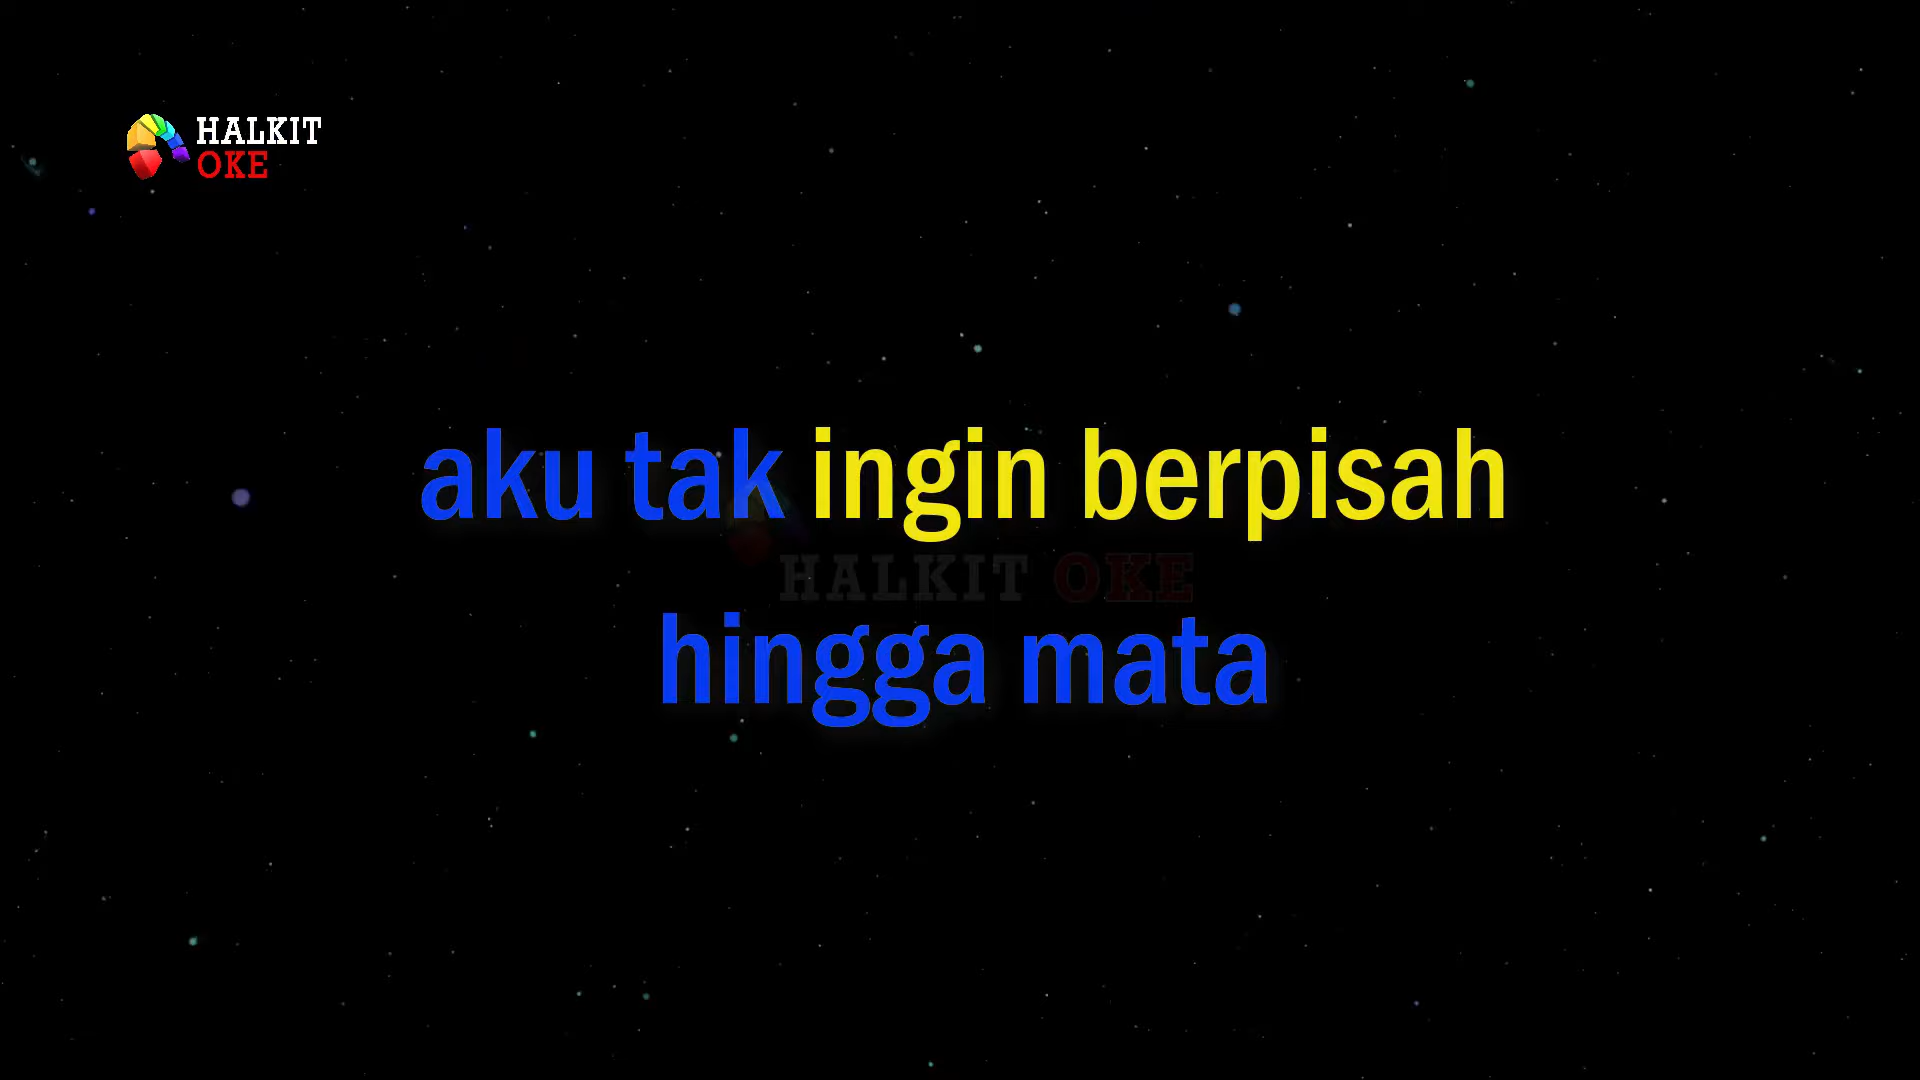 HALKIT
OKE
aku tak ingin berpisah
HALKIT OKE
hingga mata